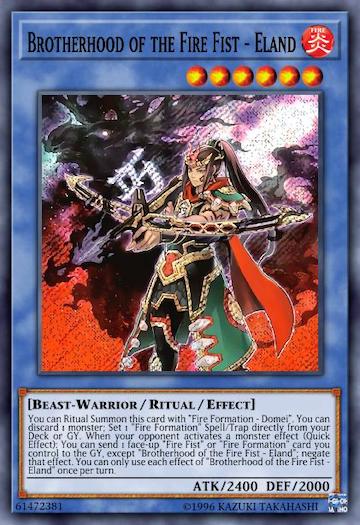 BROTHERHOOD OF THE FIRE FIST - ELAND
FIRE
炎
[BEAST-WARRIOR / RITUAL / EFFECT]
You can Ritual Summon this card with "Fire Formation - Domei". You can
discard 1 monster; Set 1 "Fire Formation" Spell/Trap directly from your
Deck or GY. When your opponent activates a monster effect (Quick
Effect): You can send 1 face-up "Fire Fist" or "Fire Formation" card you
control to the GY, except "Brotherhood of the Fire Fist - Eland"; negate
that effect. You can only use each effect of "Brotherhood of the Fire Fist -
Eland" once per turn.
ATK/2400 DEF/2000
61472381
©1996 KAZUKI TAKAHASHI